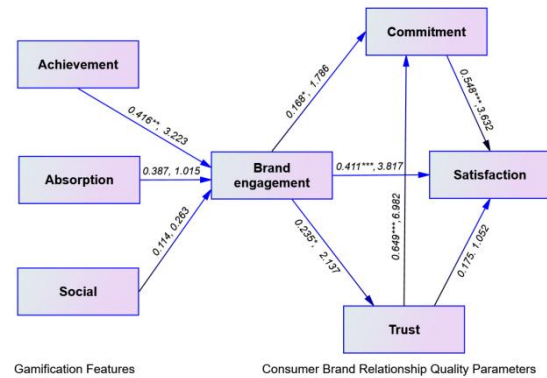 Commitment
Achievement
0.168*, 1.786
0.548***, 3.632
0.416**, 3.223
Absorption
0.387, 1.015
Brand
engagement
0.411***, 3.817
Satisfaction
0.114, 0.263
0.235*, 2.137
0.649***, 6.982
0.175, 1.052
Social
Trust
Gamification Features
Consumer Brand Relationship Quality Parameters